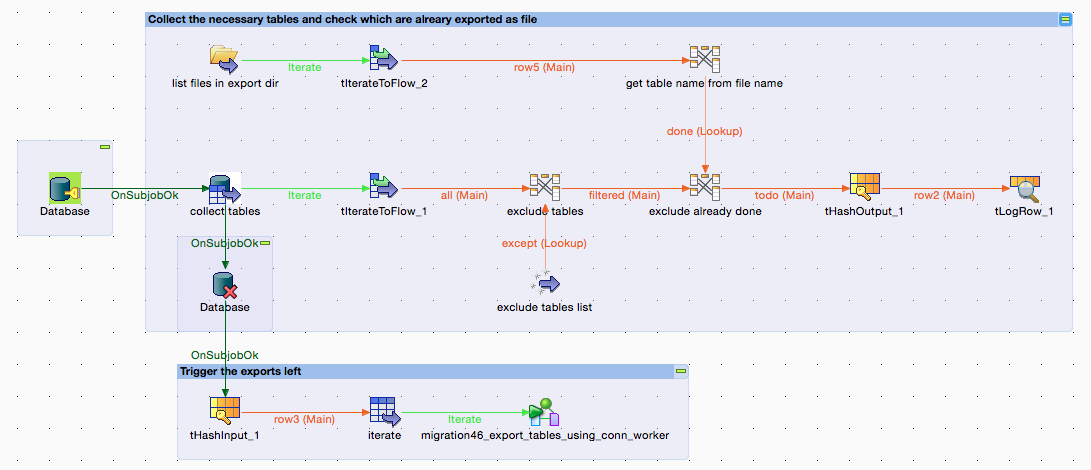 Collect the necessary tables and check which are alreary exported as file
Iterate
row5 (Main)
list files in export dir
tIterateToFlow_2
get table name from file name
done (Lookup)
OnSubjobOk
Iterate
all (Main)
filtered (Main)
todo (Main)
row2 (Main)
Database
collect tables
tIterateToFlow_1
exclude tables
exclude already done
tHashOutput_1
tLogRow_1
OnSubjobOk
except (Lookup)
Database
exclude tables list
OnSubjobOk
Trigger the exports left
row3 (Main)
Iterate
tHashInput_1
iterate
migration46_export_tables_using_conn_worker